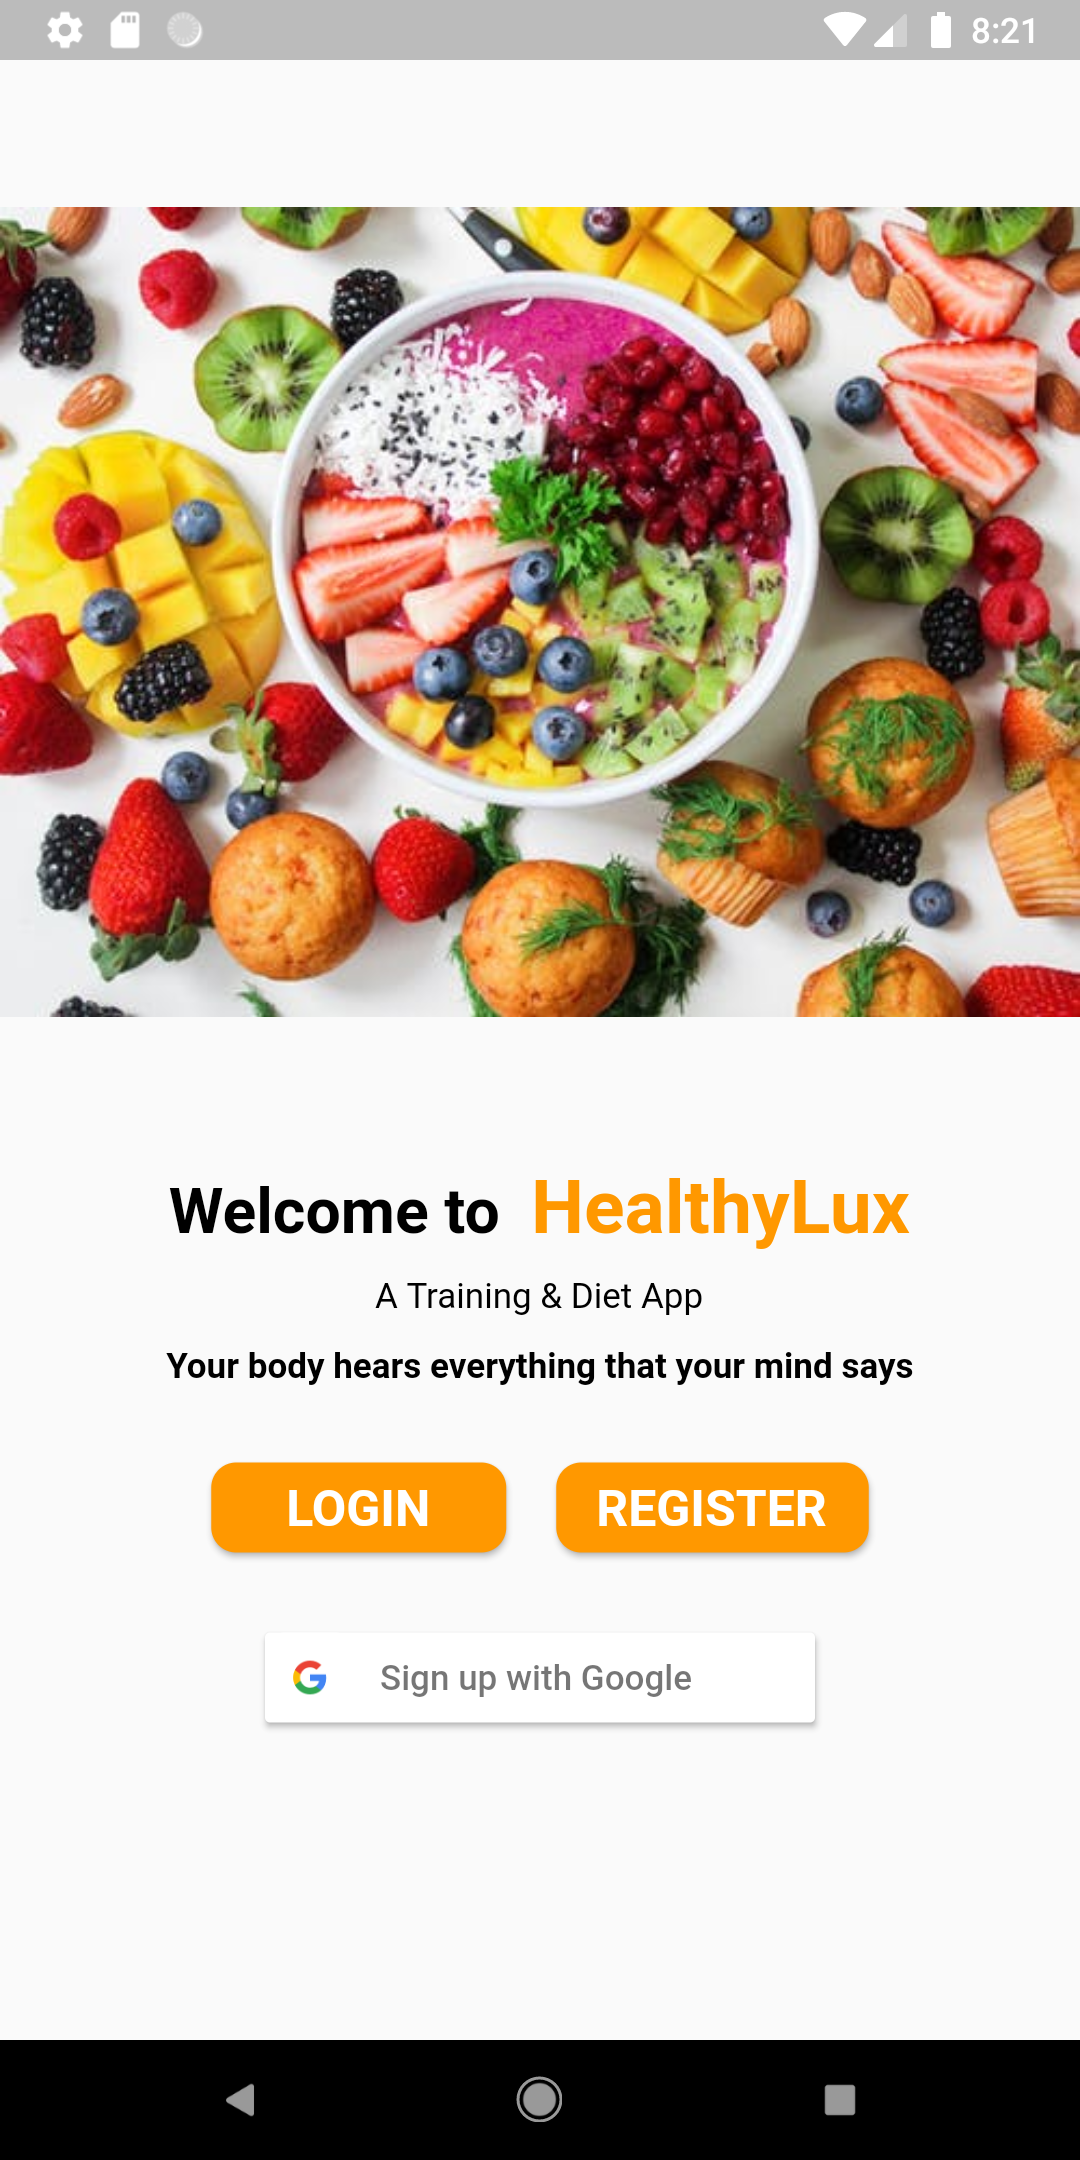 8:21
Welcome to HealthyLux
A Training & Diet App
Your body hears everything that your mind says
LOGIN REGISTER
Sign up with Google